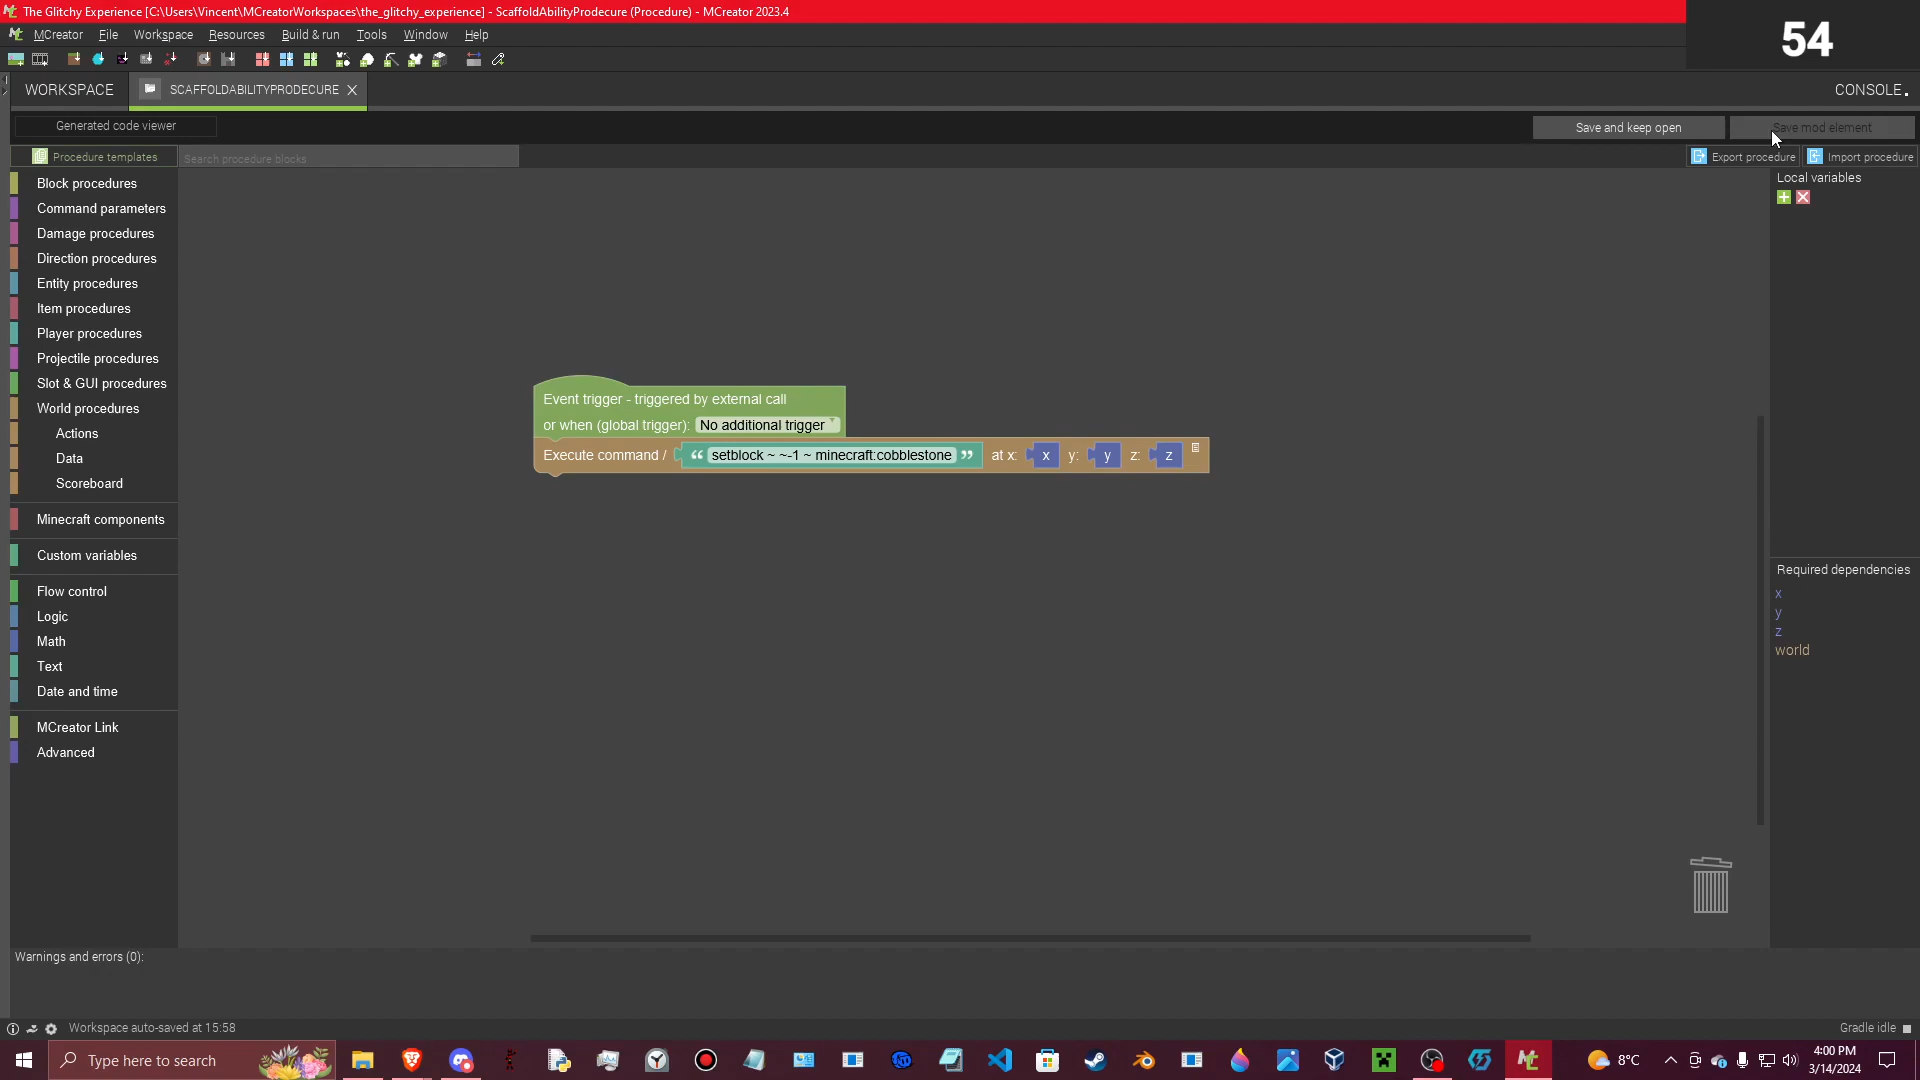 The Glitchy Experience [C:\Users\Vincent\MCreatorWorkspaces\the_glitchy_experience] - ScaffoldAbilityProdecure (Procedure) - MCreator 2023.4
54
MCreator File Workspace Resources Build & run Tools Window Help
WORKSPACE SCAFFOLDABILITYPRODECURE CONSOLE
Generated code viewer Save and keep open Save mod element
Procedure templates Search procedure blocks Export procedure Import procedure
Local variables
Block procedures
Command parameters
Damage procedures
Direction procedures
Entity procedures
Item procedures
Player procedures
Projectile procedures
Slot & GUI procedures
World procedures
Actions
Data
Scoreboard
Minecraft components
Custom variables
Flow control
Logic
Math
Text
Date and time
MCreator Link
Advanced
Event trigger - triggered by external call
or when (global trigger): No additional trigger
Execute command / “ setblock ~ ~-1 ~ minecraft:cobblestone ” at x: x y: y z: z
Required dependencies
x
y
z
world
Warnings and errors (0):
Workspace auto-saved at 15:58 Gradle idle
Type here to search 8°C 4:00 PM
3/14/2024